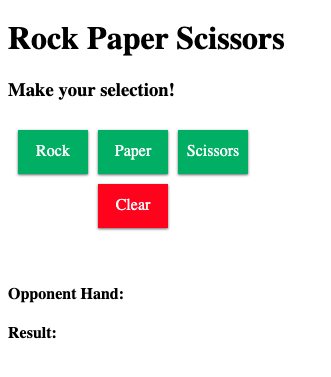 Rock Paper Scissors
Make your selection!
Rock Paper Scissors
Clear
Opponent Hand:
Result: